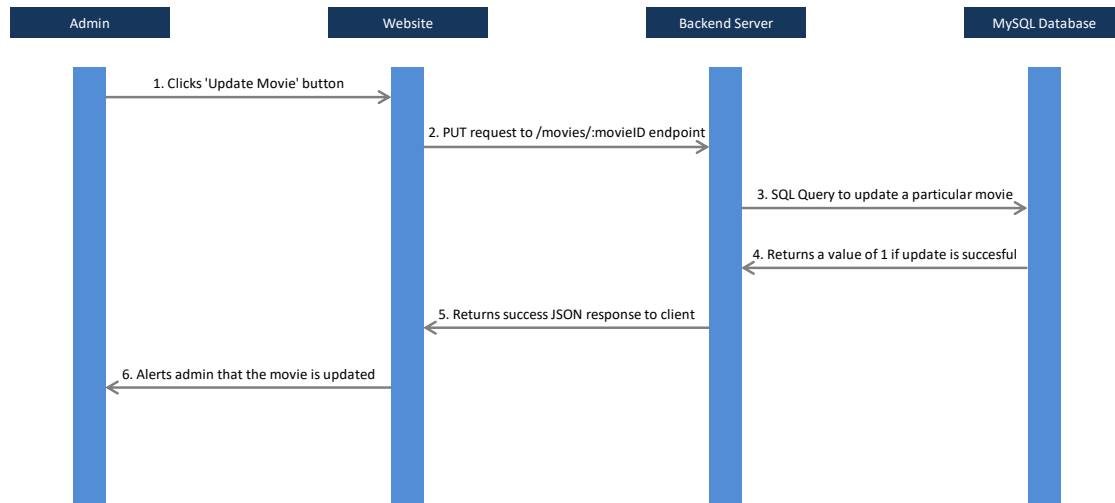 Admin
Website
Backend Server
MySQL Database
1. Clicks 'Update Movie' button
2. PUT request to /movies/:movieID endpoint
3. SQL Query to update a particular movie
4. Returns a value of 1 if update is succesful
5. Returns success JSON response to client
6. Alerts admin that the movie is updated